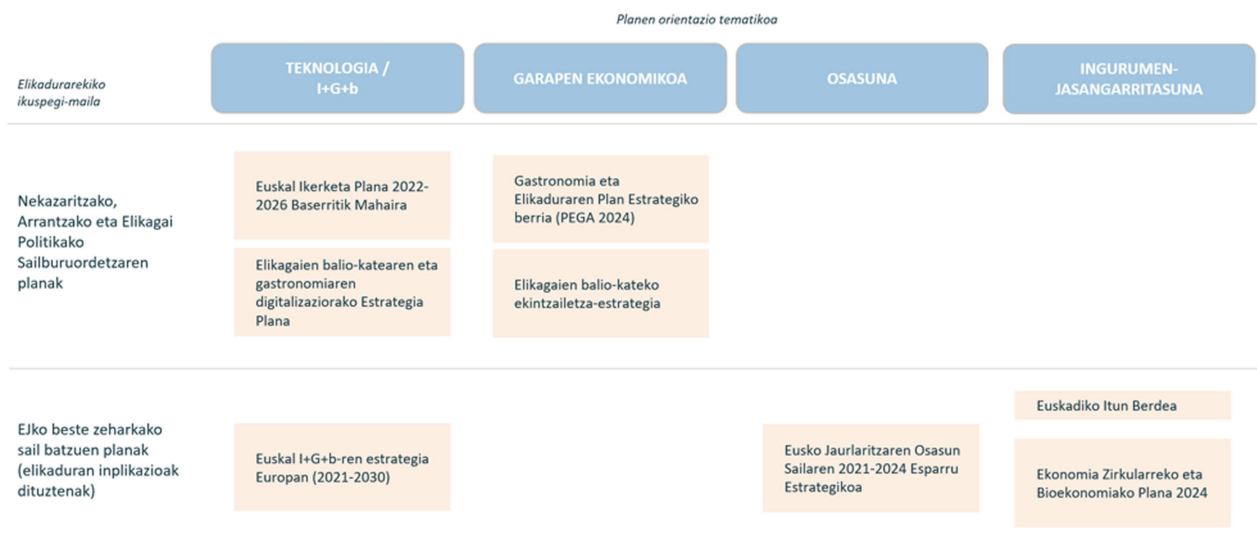 Planen orientazio tematikoa
Elikadurarekiko
ikuspegi-maila
TEKNOLOGIA /
I+G+b
GARAPEN EKONOMIKOA
OSASUNA
INGURUMEN-
JASANGARRITASUNA
Nekazaritzako,
Arrantzako eta Elikagai
Politikako
Sailburuordetzaren
planak
Euskal Ikerketa Plana 2022-
2026 Baserritik Mahaira
Elikagaien balio-katearen eta
gastronomiaren
digitalizaziorako Estrategia
Plana
Gastronomia eta
Elikaduraren Plan Estrategiko
berria (PEGA 2024)
Elikagaien balio-kateko
ekintzailetza-estrategia
EJko beste zeharkako
sail batzuen planak
(elikaduran inplikazioak
dituztenak)
Euskal I+G+b-ren estrategia
Europan (2021-2030)
Eusko Jaurlaritzaren Osasun
Sailaren 2021-2024 Esparru
Estrategikoa
Euskadiko Itun Berdea
Ekonomia Zirkularreko eta
Bioekonomiako Plana 2024